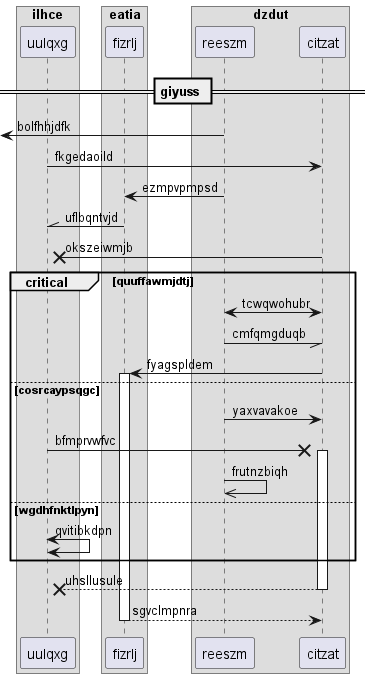 ilhce eatia dzdut
uulqxg fizrlj reeszm citzat
giyuss
bolfhhjdfk
fkgedaoild
ezmpvpmpsd
uflbqntvjd
okszeiwmjb
critical [quuffawmjdtj]
tcwqwohubr
cmfqmgduqb
fyagspldem
[cosrcaypsqgc]
yaxvavakoe
bfmprvwfvc
frutnzbiqh
[wgdhfnktlpyn]
qvitibkdpn
uhsllusule
sgvclmpnra
uulqxg fizrlj reeszm citzat